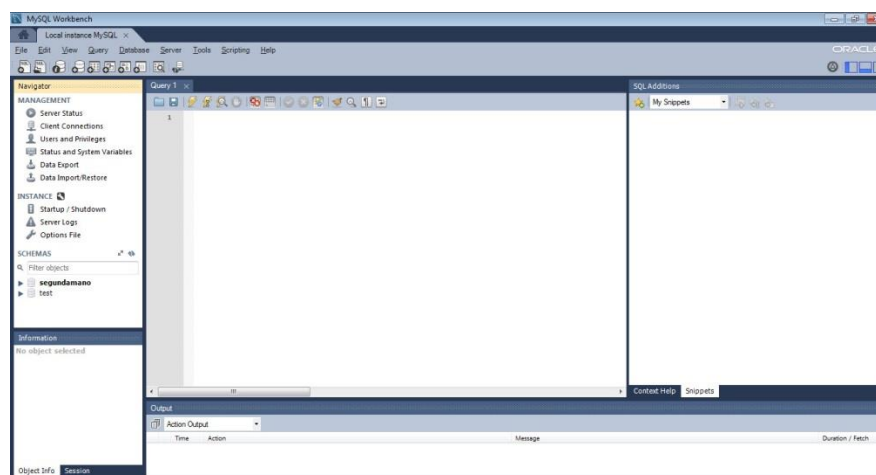 MySQL Workbench
Local instance MySQL ×
File Edit View Query Database Server Tools Scripting Help
ORACLE
Navigator
MANAGEMENT
Server Status
Client Connections
Users and Privileges
Status and System Variables
Data Export
Data Import/Restore
INSTANCE
Startup / Shutdown
Server Logs
Options File
SCHEMAS
Filter objects
segundamano
test
Information
No object selected
Object Info Session
Query 1 ×
1
SQL Additions
My Snippets
Context Help Snippets
Output
Action Output
Time Action Message Duration / Fetch